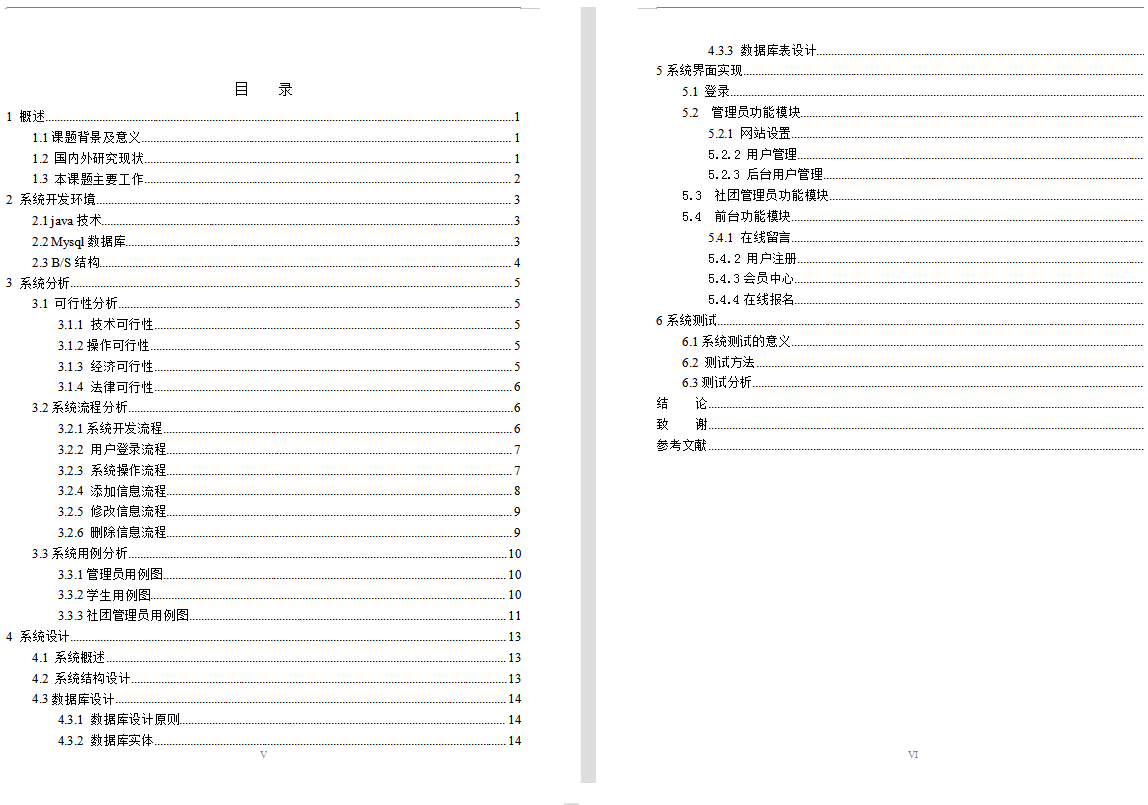 目 录
1 概述 1
1.1 课题背景及意义 1
1.2 国内外研究现状 1
1.3 本课题主要工作 2
2 系统开发环境 3
2.1 java 技术 3
2.2 Mysql 数据库 3
2.3 B/S 结构 4
3 系统分析 5
3.1 可行性分析 5
3.1.1 技术可行性 5
3.1.2 操作可行性 5
3.1.3 经济可行性 5
3.1.4 法律可行性 6
3.2 系统流程分析 6
3.2.1 系统开发流程 6
3.2.2 用户登录流程 7
3.2.3 系统操作流程 7
3.2.4 添加信息流程 8
3.2.5 修改信息流程 9
3.2.6 删除信息流程 9
3.3 系统用例分析 10
3.3.1 管理员用例图 10
3.3.2 学生用例图 10
3.3.3 社团管理员用例图 11
4 系统设计 13
4.1 系统概述 13
4.2 系统结构设计 13
4.3 数据库设计 14
4.3.1 数据库设计原则 14
4.3.2 数据库实体 14
V
4.3.3 数据库表设计
5 系统界面实现
5.1 登录
5.2 管理员功能模块
5.2.1 网站设置
5.2.2 用户管理
5.2.3 后台用户管理
5.3 社团管理员功能模块
5.4 前台功能模块
5.4.1 在线留言
5.4.2 用户注册
5.4.3 会员中心
5.4.4 在线报名
6 系统测试
6.1 系统测试的意义
6.2 测试方法
6.3 测试分析
结 论
致 谢
参考文献
VI